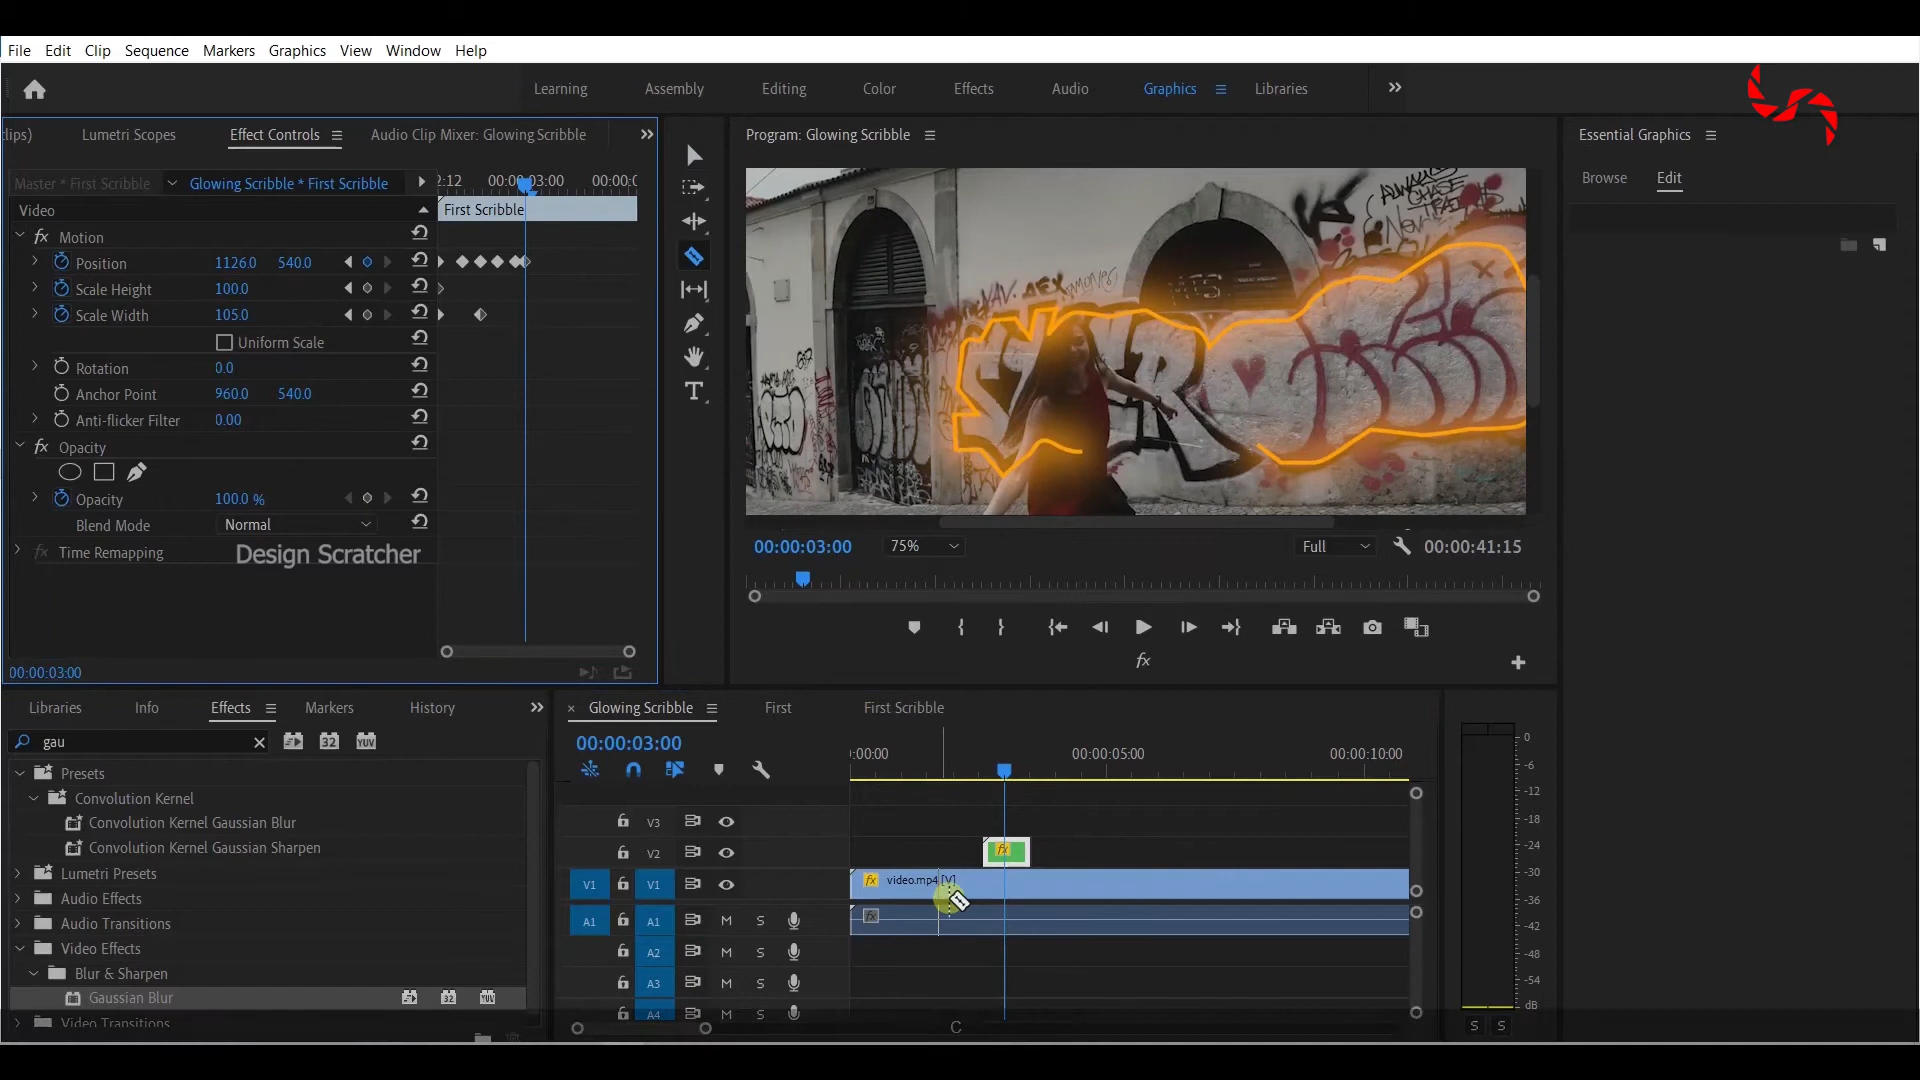 File Edit Clip Sequence Markers Graphics View Window Help
Learning Assembly Editing Color Effects Audio Graphics Libraries
lips) Lumetri Scopes Effect Controls Audio Clip Mixer: Glowing Scribble
Program: Glowing Scribble
Essential Graphics
Browse Edit
Master * First Scribble Glowing Scribble * First Scribble
:12 00:00:03:00 00:00:0
Video
First Scribble
Motion
Position 1126.0 540.0
Scale Height 100.0
Scale Width 105.0
Uniform Scale
Rotation 0.0
Anchor Point 960.0 540.0
Anti-flicker Filter 0.00
Opacity
Opacity 100.0 %
Blend Mode Normal
Time Remapping
Design Scratcher
00:00:03:00 75% Full 00:00:41:15
00:00:03:00
Libraries Info Effects Markers History
gau
32 YUV
Presets
Convolution Kernel
Convolution Kernel Gaussian Blur
Convolution Kernel Gaussian Sharpen
Lumetri Presets
Audio Effects
Audio Transitions
Video Effects
Blur & Sharpen
Gaussian Blur 32 YUV
Video Transitions
Glowing Scribble First First Scribble
00:00:03:00
:00:00 00:00:05:00 00:00:10:00
V3
V2 fx
V1 V1 fx video.mp4 [V]
A1 A1 M S fx
A2 M S
A3 M S
A4 M S
C
0
-6
-12
-18
-24
-30
-36
-42
-48
-54
dB
S S